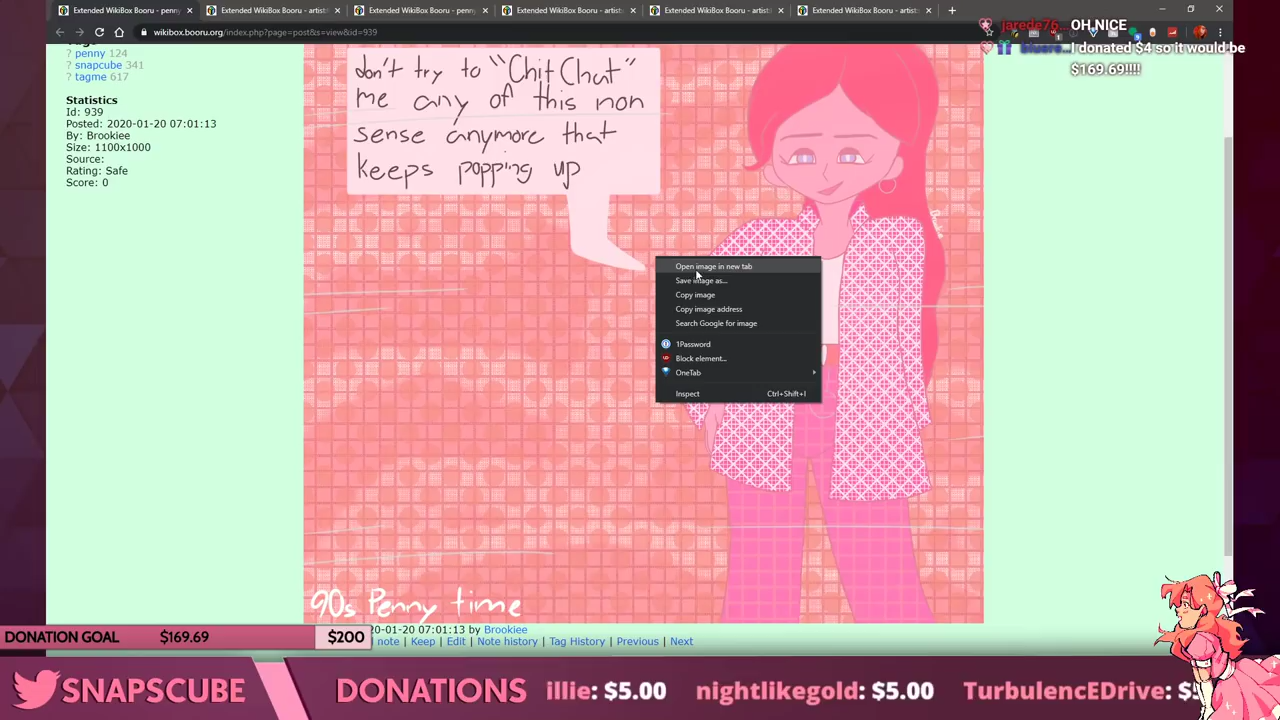 Extended WikiBox Booru - penny
Extended WikiBox Booru - artist
Extended WikiBox Booru - penny
Extended WikiBox Booru - artist
Extended WikiBox Booru - artist
Extended WikiBox Booru - artist
wikibox.booru.org/index.php?page=post&s=view&id=939
jarede76 OH,NICE
I donated $4 so it would be
$169.69!!!!
? penny 124
? snapcube 341
? tagme 617
Statistics
Id: 939
Posted: 2020-01-20 07:01:13
By: Brookiee
Size: 1100x1000
Source:
Rating: Safe
Score: 0
don't try to "Chit Chat"
me any of this non
sense anymore that
keeps popping up
Open image in new tab
Save image as...
Copy image
Copy image address
Search Google for image
1Password
Block element...
OneTab
Inspect Ctrl+Shift+I
90s Penny time
20-01-20 07:01:13 by Brookiee
note | Keep | Edit | Note history | Tag History | Previous | Next
DONATION GOAL $169.69 $200
SNAPSCUBE DONATIONS illie: $5.00 nightlikegold: $5.00 TurbulenceEDrive: